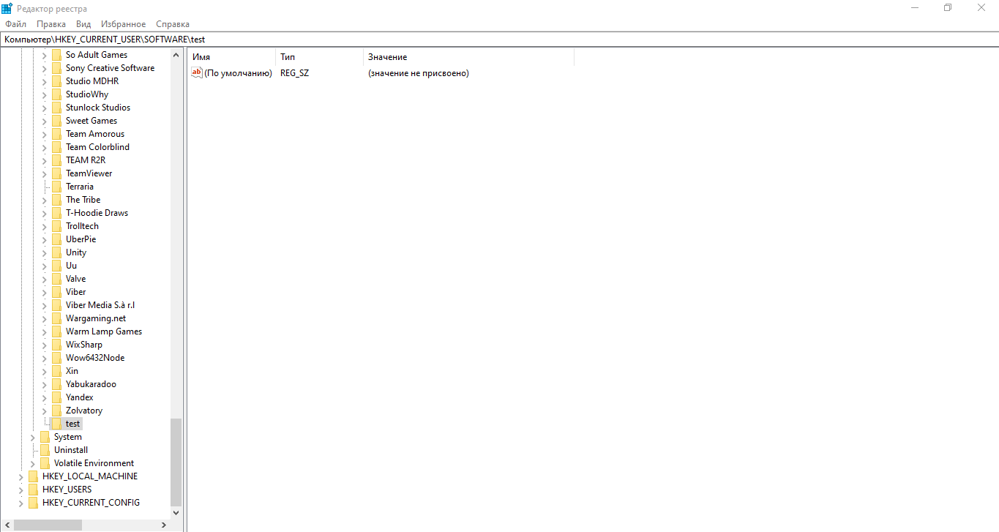 Редактор реестра
Файл Правка Вид Избранное Справка
Компьютер\HKEY_CURRENT_USER\SOFTWARE\test
So Adult Games
Sony Creative Software
Studio MDHR
StudioWhy
Stunlock Studios
Sweet Games
Team Amorous
Team Colorblind
TEAM R2R
TeamViewer
Terraria
The Tribe
T-Hoodie Draws
Trolltech
UberPie
Unity
Uu
Valve
Viber
Viber Media S.à r.l
Wargaming.net
Warm Lamp Games
WixSharp
Wow6432Node
Xin
Yabukaradoo
Yandex
Zolvatory
test
System
Uninstall
Volatile Environment
HKEY_LOCAL_MACHINE
HKEY_USERS
HKEY_CURRENT_CONFIG
Имя Тип Значение
ab (По умолчанию) REG_SZ (значение не присвоено)